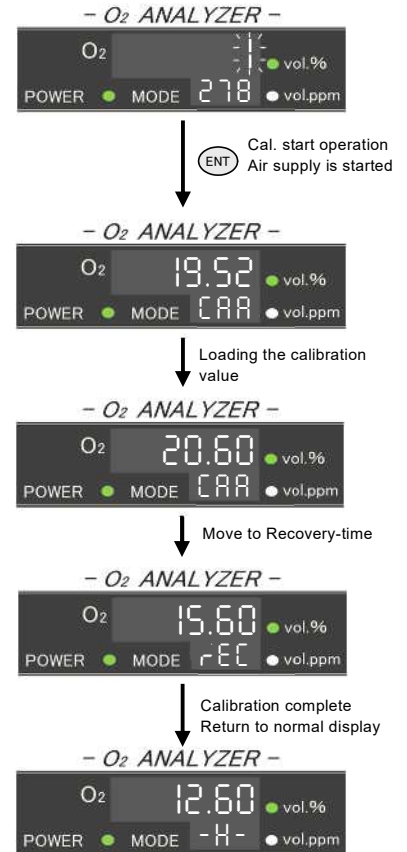 - O2 ANALYZER -
O2 1 vol.%
POWER MODE 278 vol.ppm
ENT
Cal. start operation
Air supply is started
- O2 ANALYZER -
O2 19.52 vol.%
POWER MODE CAA vol.ppm
Loading the calibration
value
- O2 ANALYZER -
O2 20.60 vol.%
POWER MODE CAA vol.ppm
Move to Recovery-time
- O2 ANALYZER -
O2 15.60 vol.%
POWER MODE rEC vol.ppm
Calibration complete
Return to normal display
- O2 ANALYZER -
O2 12.60 vol.%
POWER MODE -H- vol.ppm